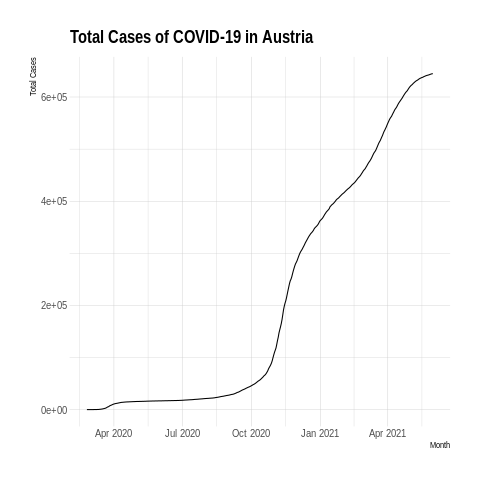 Total Cases of COVID-19 in Austria
Total Cases
6e+05
4e+05
2e+05
0e+00
Apr 2020 Jul 2020 Oct 2020 Jan 2021 Apr 2021
Month